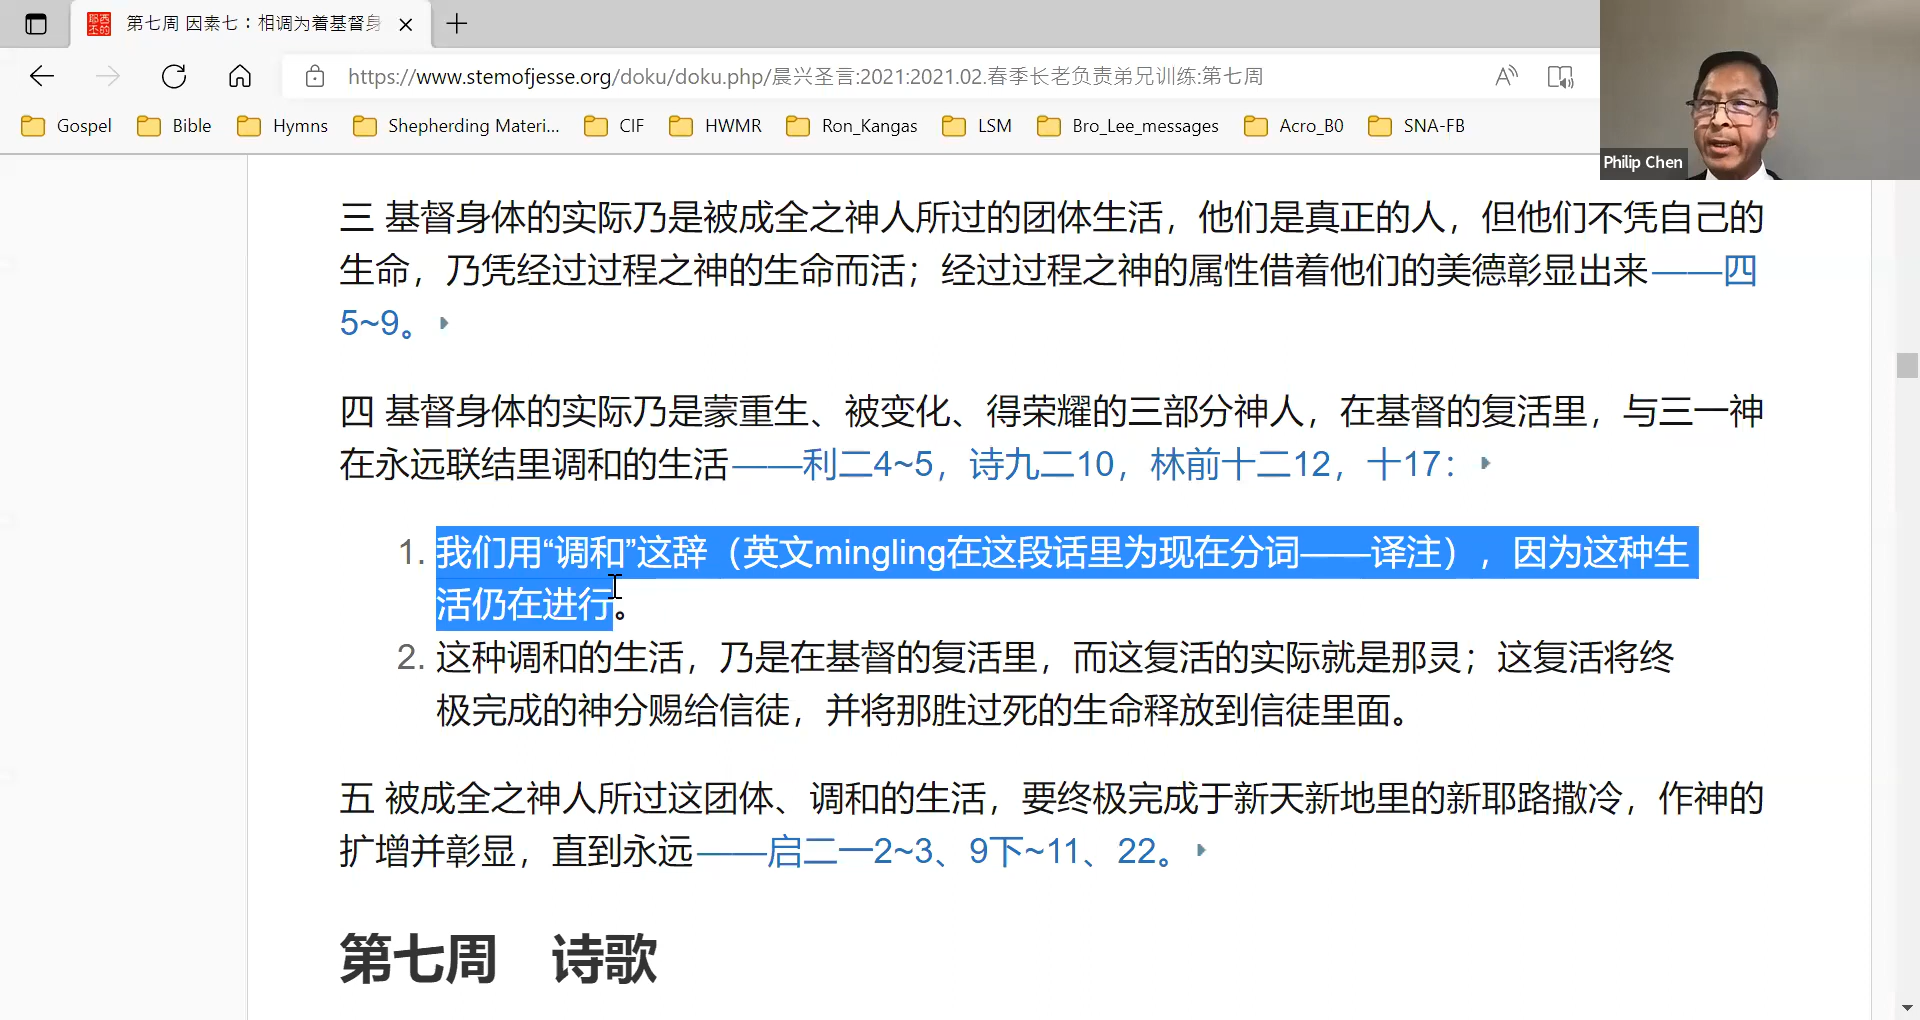 第七周 因素七：相调为着基督身
https://www.stemofjesse.org/doku/doku.php/晨兴圣言:2021:2021.02.春季长老负责弟兄训练:第七周
Gospel Bible Hymns Shepherding Materi... CIF HWMR Ron_Kangas LSM Bro_Lee_messages Acro_B0 SNA-FB
Philip Chen
三 基督身体的实际乃是被成全之神人所过的团体生活，他们是真正的人，但他们不凭自己的
生命，乃凭经过过程之神的生命而活；经过过程之神的属性借着他们的美德彰显出来——四
5~9。
四 基督身体的实际乃是蒙重生、被变化、得荣耀的三部分神人，在基督的复活里，与三一神
在永远联结里调和的生活——利二4~5，诗九二10，林前十二12，十17：
1. 我们用“调和”这辞（英文mingling在这段话里为现在分词——译注），因为这种生
活仍在进行。
2. 这种调和的生活，乃是在基督的复活里，而这复活的实际就是那灵；这复活将终
极完成的神分赐给信徒，并将那胜过死的生命释放到信徒里面。
五 被成全之神人所过这团体、调和的生活，要终极完成于新天新地里的新耶路撒冷，作神的
扩增并彰显，直到永远——启二一2~3、9下~11、22。
第七周　诗歌